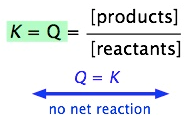 K = Q = [products] / [reactants]
Q = K
no net reaction